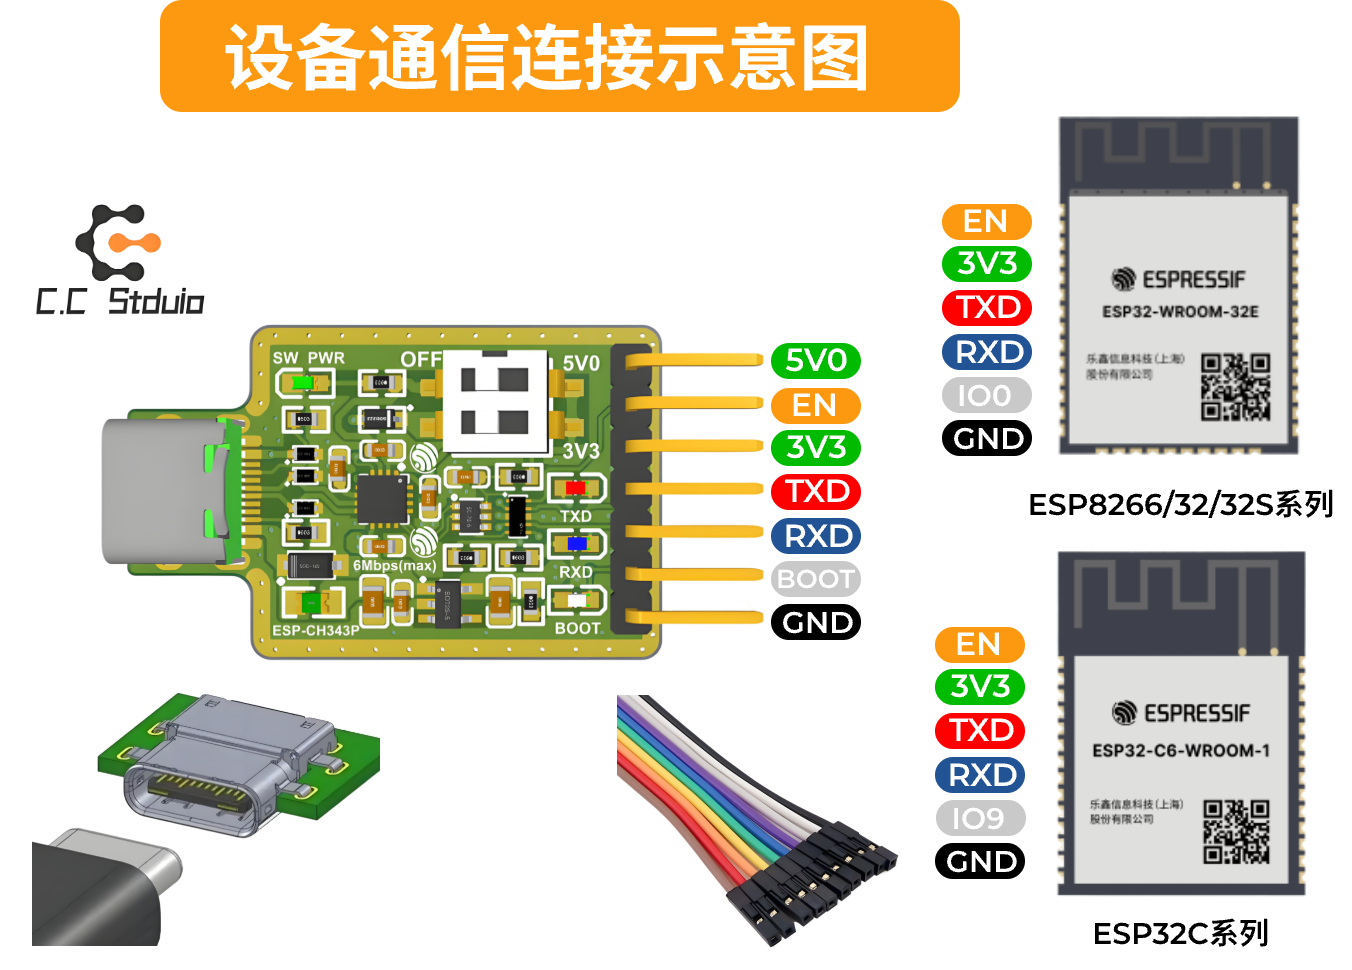 设备通信连接示意图
C.C Stduio
SW PWR
OFF
5V0
3V3
TXD
RXD
BOOT
6Mbps(max)
ESP-CH343P
5V0
EN
3V3
TXD
RXD
BOOT
GND
EN
3V3
TXD
RXD
IO0
GND
ESPRESSIF
ESP32-WROOM-32E
乐鑫信息科技(上海)
股份有限公司
ESP8266/32/32S系列
EN
3V3
TXD
RXD
IO9
GND
ESPRESSIF
ESP32-C6-WROOM-1
乐鑫信息科技(上海)
股份有限公司
ESP32C系列